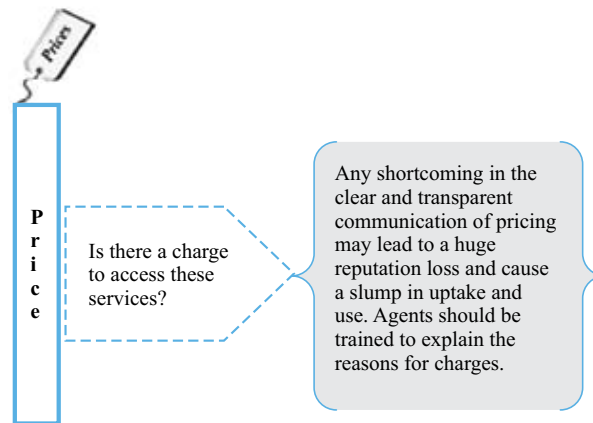 Prices
Price
Is there a charge
to access these
services?
Any shortcoming in the
clear and transparent
communication of pricing
may lead to a huge
reputation loss and cause
a slump in uptake and
use. Agents should be
trained to explain the
reasons for charges.